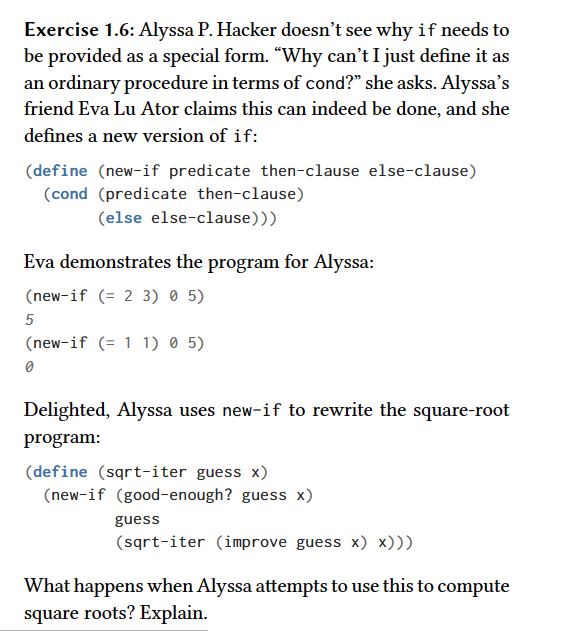 Exercise 1.6: Alyssa P. Hacker doesn’t see why if needs to
be provided as a special form. “Why can’t I just define it as
an ordinary procedure in terms of cond?” she asks. Alyssa’s
friend Eva Lu Ator claims this can indeed be done, and she
defines a new version of if:
(define (new-if predicate then-clause else-clause)
  (cond (predicate then-clause)
        (else else-clause)))
Eva demonstrates the program for Alyssa:
(new-if (= 2 3) 0 5)
5
(new-if (= 1 1) 0 5)
0
Delighted, Alyssa uses new-if to rewrite the square-root
program:
(define (sqrt-iter guess x)
  (new-if (good-enough? guess x)
          guess
          (sqrt-iter (improve guess x) x)))
What happens when Alyssa attempts to use this to compute
square roots? Explain.